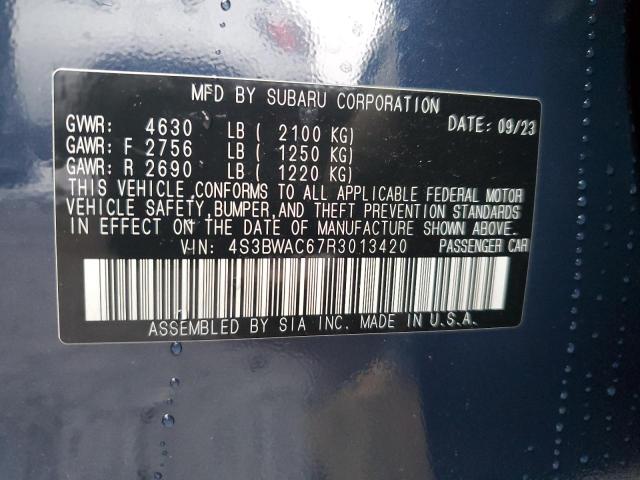 MFD BY SUBARU CORPORATION
GVWR: 4630 LB ( 2100 KG) DATE: 09/23
GAWR: F 2756 LB ( 1250 KG)
GAWR: R 2690 LB ( 1220 KG)
THIS VEHICLE CONFORMS TO ALL APPLICABLE FEDERAL MOTOR
VEHICLE SAFETY, BUMPER, AND THEFT PREVENTION STANDARDS
IN EFFECT ON THE DATE OF MANUFACTURE SHOWN ABOVE.
VIN: 4S3BWAC67R3013420 PASSENGER CAR
ASSEMBLED BY SIA INC. MADE IN U.S.A.